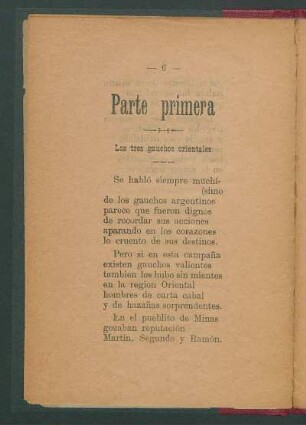 — 6 —
Parte primera
Los tres gauchos orientales
Se habló siempre muchí-
(simo
de los gauchos argentinos
parece que fueron dignos
de recordar sus acciones
aparando en los corazones
lo cruento de sus destinos.
Pero si en esta campaña
existen gauchos valientes
tembien los hubo sin mientes
en la region Oriental
hombres de carta cabal
y de hazañas sorprendentes.
En el pueblito de Minas
gozaban reputación
Martin, Segundo y Ramón.